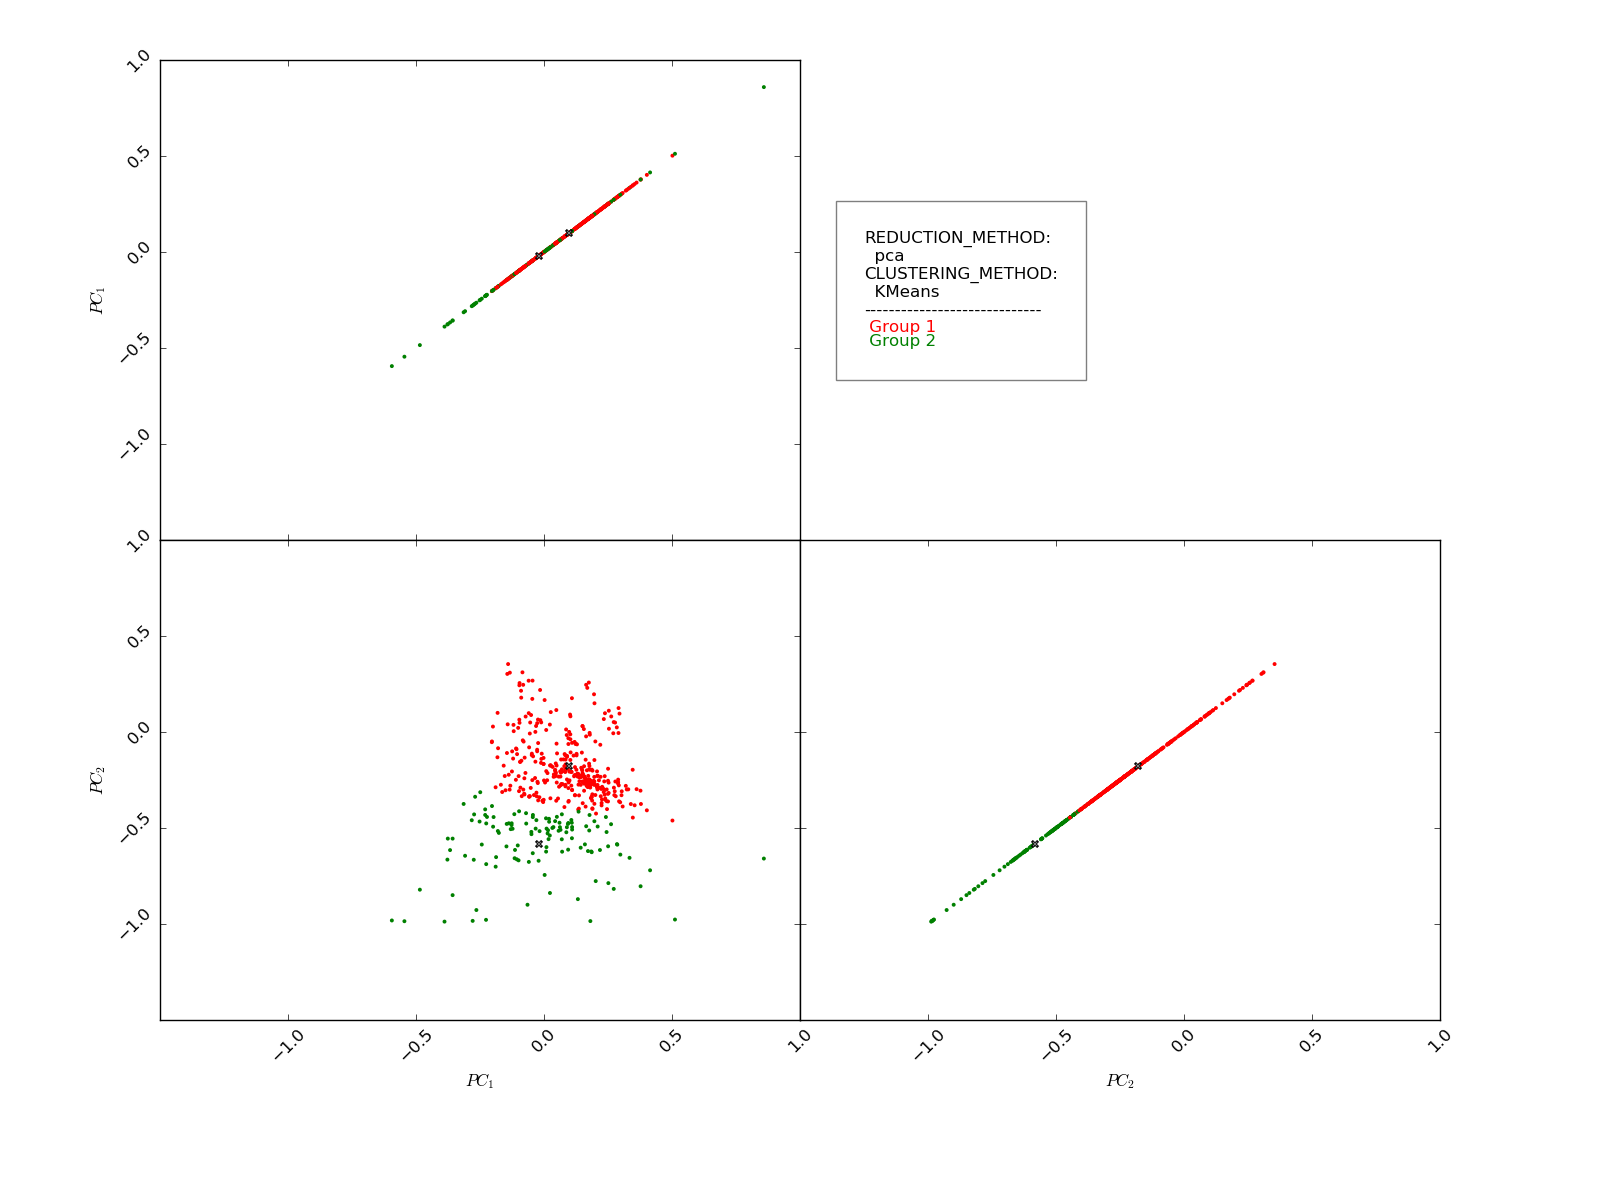 1.0
0.5
0.0
−0.5
−1.0
PC₁
REDUCTION_METHOD:
pca
CLUSTERING_METHOD:
KMeans
------------------------------
Group 1
Group 2
1.0
0.5
0.0
−0.5
−1.0
PC₂
−1.0 −0.5 0.0 0.5 1.0
PC₁
−1.0 −0.5 0.0 0.5 1.0
PC₂